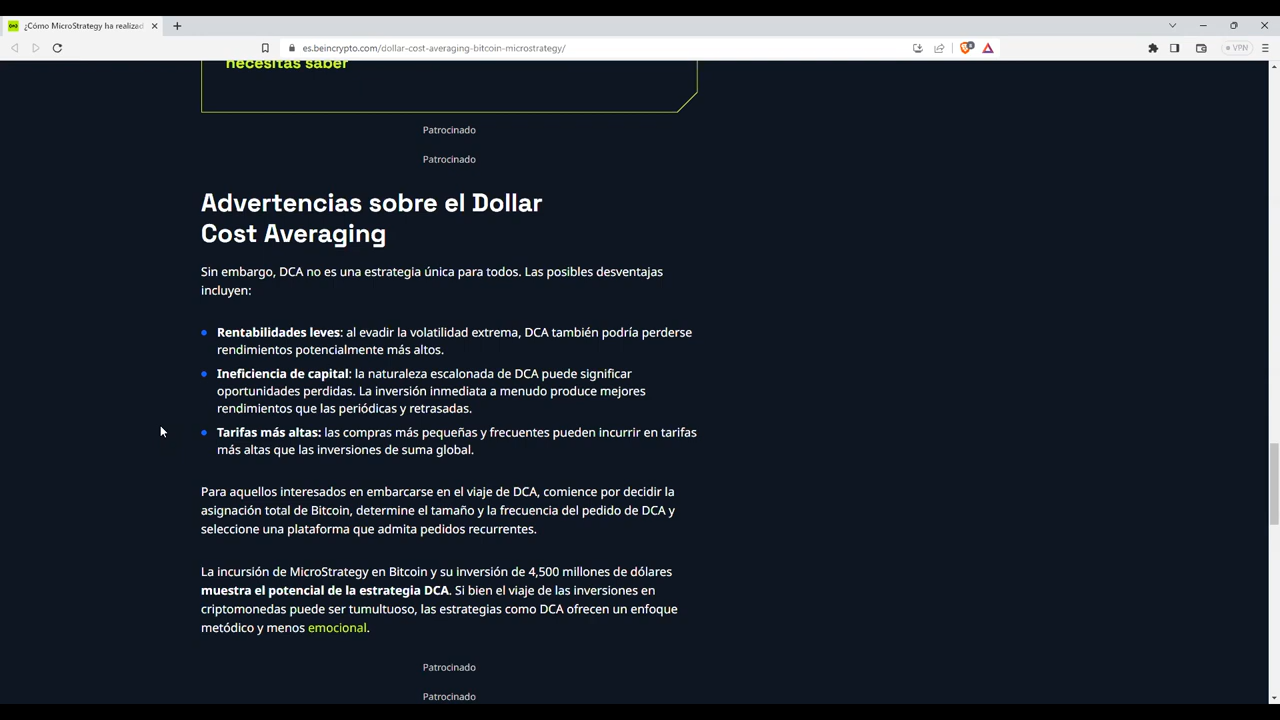 ¿Cómo MicroStrategy ha realizad
es.beincrypto.com/dollar-cost-averaging-bitcoin-microstrategy/
VPN
necesitas saber
Patrocinado
Patrocinado
Advertencias sobre el Dollar
Cost Averaging
Sin embargo, DCA no es una estrategia única para todos. Las posibles desventajas
incluyen:
Rentabilidades leves: al evadir la volatilidad extrema, DCA también podría perderse
rendimientos potencialmente más altos.
Ineficiencia de capital: la naturaleza escalonada de DCA puede significar
oportunidades perdidas. La inversión inmediata a menudo produce mejores
rendimientos que las periódicas y retrasadas.
Tarifas más altas: las compras más pequeñas y frecuentes pueden incurrir en tarifas
más altas que las inversiones de suma global.
Para aquellos interesados en embarcarse en el viaje de DCA, comience por decidir la
asignación total de Bitcoin, determine el tamaño y la frecuencia del pedido de DCA y
seleccione una plataforma que admita pedidos recurrentes.
La incursión de MicroStrategy en Bitcoin y su inversión de 4,500 millones de dólares
muestra el potencial de la estrategia DCA. Si bien el viaje de las inversiones en
criptomonedas puede ser tumultuoso, las estrategias como DCA ofrecen un enfoque
metódico y menos emocional.
Patrocinado
Patrocinado